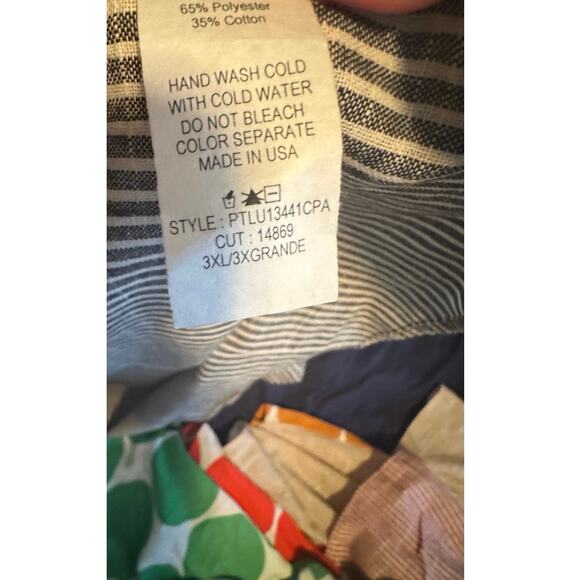 65% Polyester
35% Cotton
HAND WASH COLD
WITH COLD WATER
DO NOT BLEACH
COLOR SEPARATE
MADE IN USA
STYLE : PTLU13441CPA
CUT : 14869
3XL/3XGRANDE